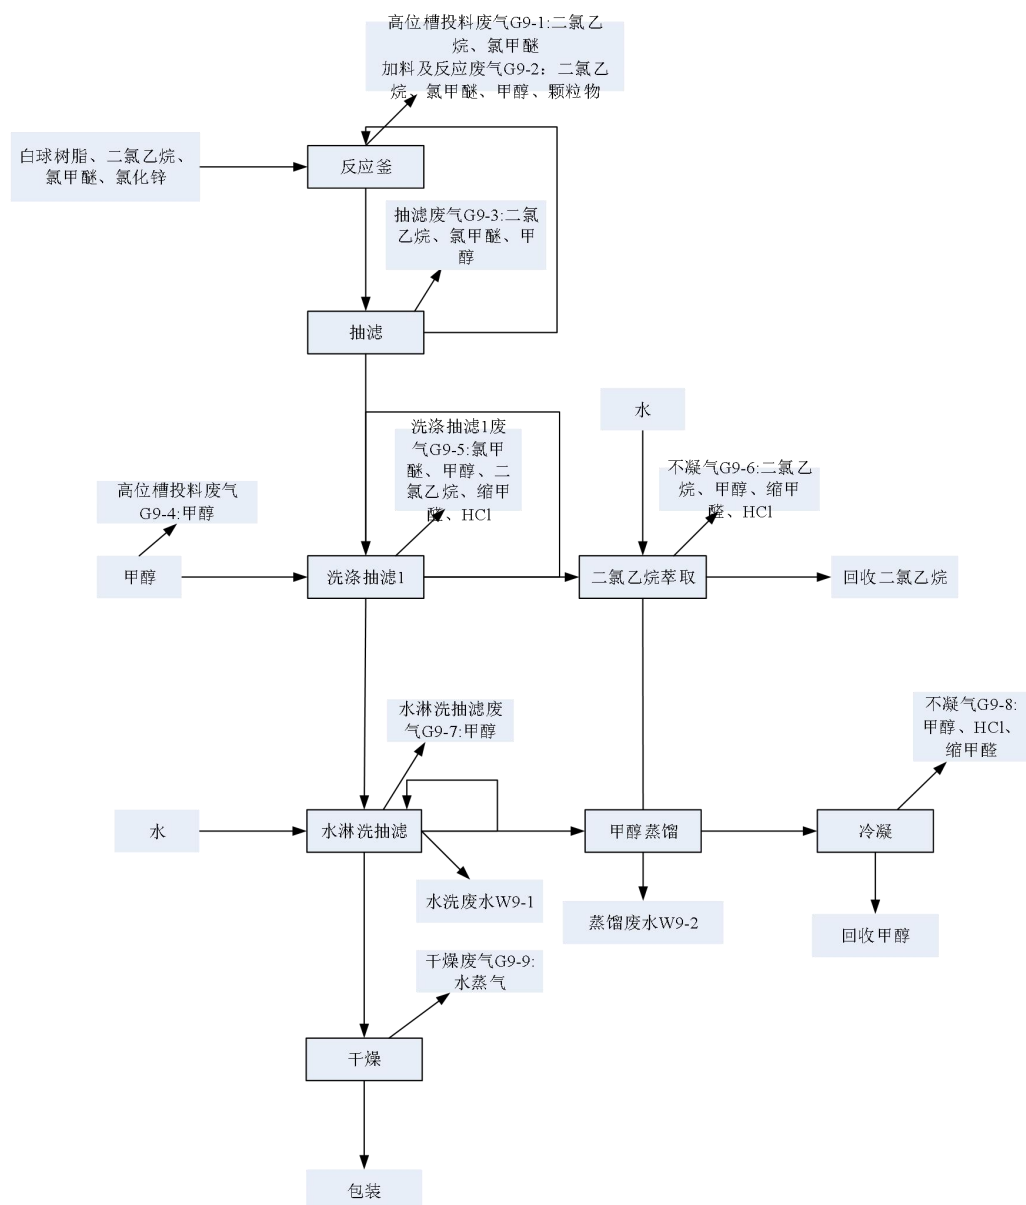 高位槽投料废气G9-1:二氯乙
烷、氯甲醚
加料及反应废气G9-2：二氯乙
烷、氯甲醚、甲醇、颗粒物
白球树脂、二氯乙烷、
氯甲醚、氯化锌
反应釜
抽滤废气G9-3:二氯
乙烷、氯甲醚、甲
醇
抽滤
水
洗涤抽滤1废
气G9-5:氯甲
醚、甲醇、二
氯乙烷、缩甲
醛、HCl
不凝气G9-6:二氯乙
烷、甲醇、缩甲
醛、HCl
高位槽投料废气
G9-4:甲醇
甲醇
洗涤抽滤1
二氯乙烷萃取
回收二氯乙烷
水淋洗抽滤废
气G9-7:甲醇
不凝气G9-8:
甲醇、HCl、
缩甲醛
水
水淋洗抽滤
甲醇蒸馏
冷凝
水洗废水W9-1
蒸馏废水W9-2
回收甲醇
干燥废气G9-9:
水蒸气
干燥
包装